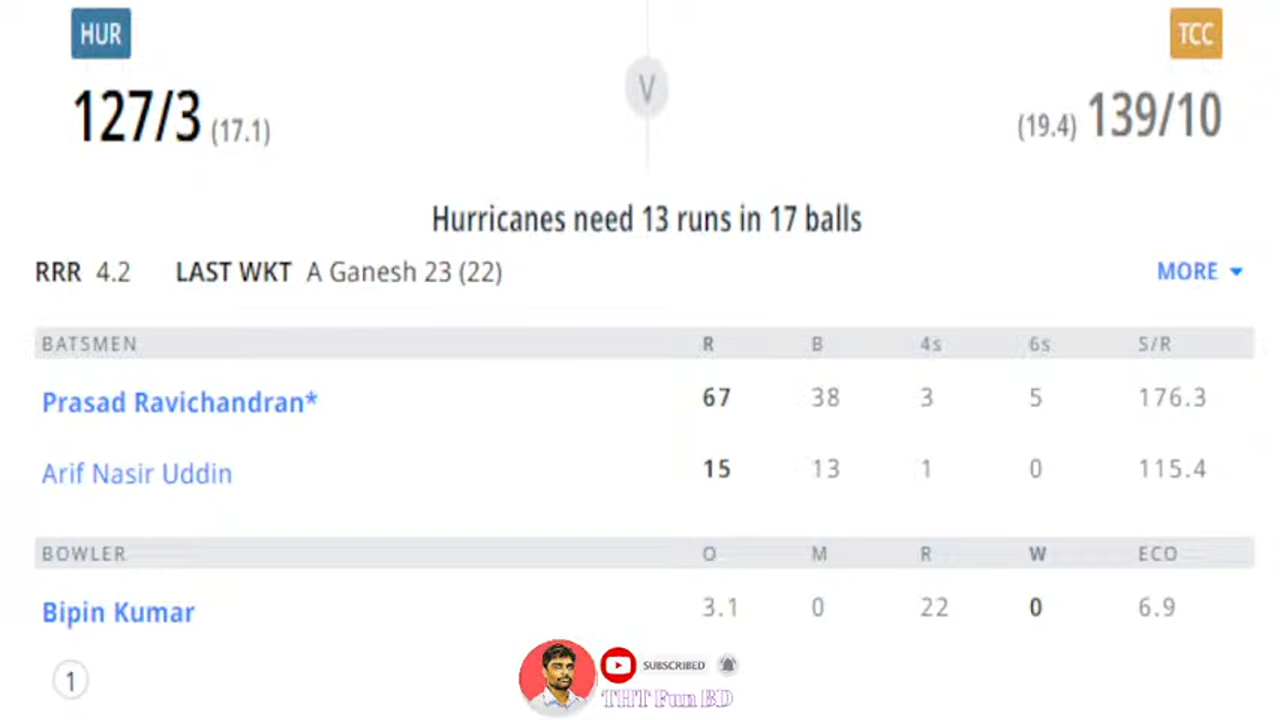 HUR
TCC
V
127/3 (17.1)
(19.4) 139/10
Hurricanes need 13 runs in 17 balls
RRR 4.2 LAST WKT A Ganesh 23 (22)
MORE
BATSMEN R B 4s 6s S/R
Prasad Ravichandran* 67 38 3 5 176.3
Arif Nasir Uddin 15 13 1 0 115.4
BOWLER O M R W ECO
Bipin Kumar 3.1 0 22 0 6.9
1
SUBSCRIBED
THT Fun BD